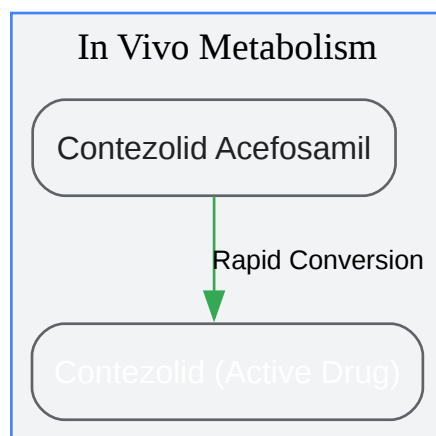 In Vivo Metabolism
Contezolid Acefosamil
Rapid Conversion
Contezolid (Active Drug)